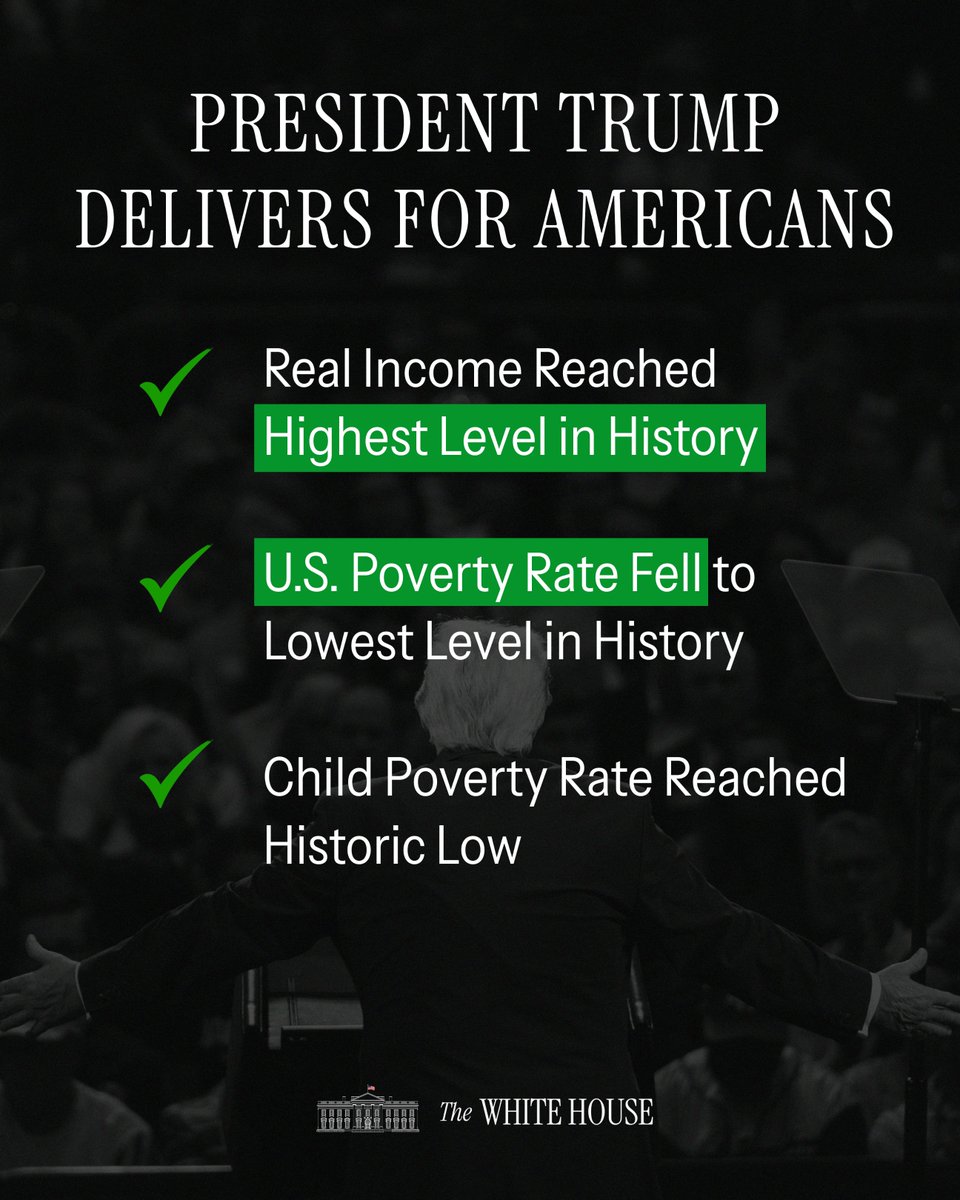 PRESIDENT TRUMP
DELIVERS FOR AMERICANS
Real Income Reached
Highest Level in History
U.S. Poverty Rate Fell to
Lowest Level in History
Child Poverty Rate Reached
Historic Low
The WHITE HOUSE